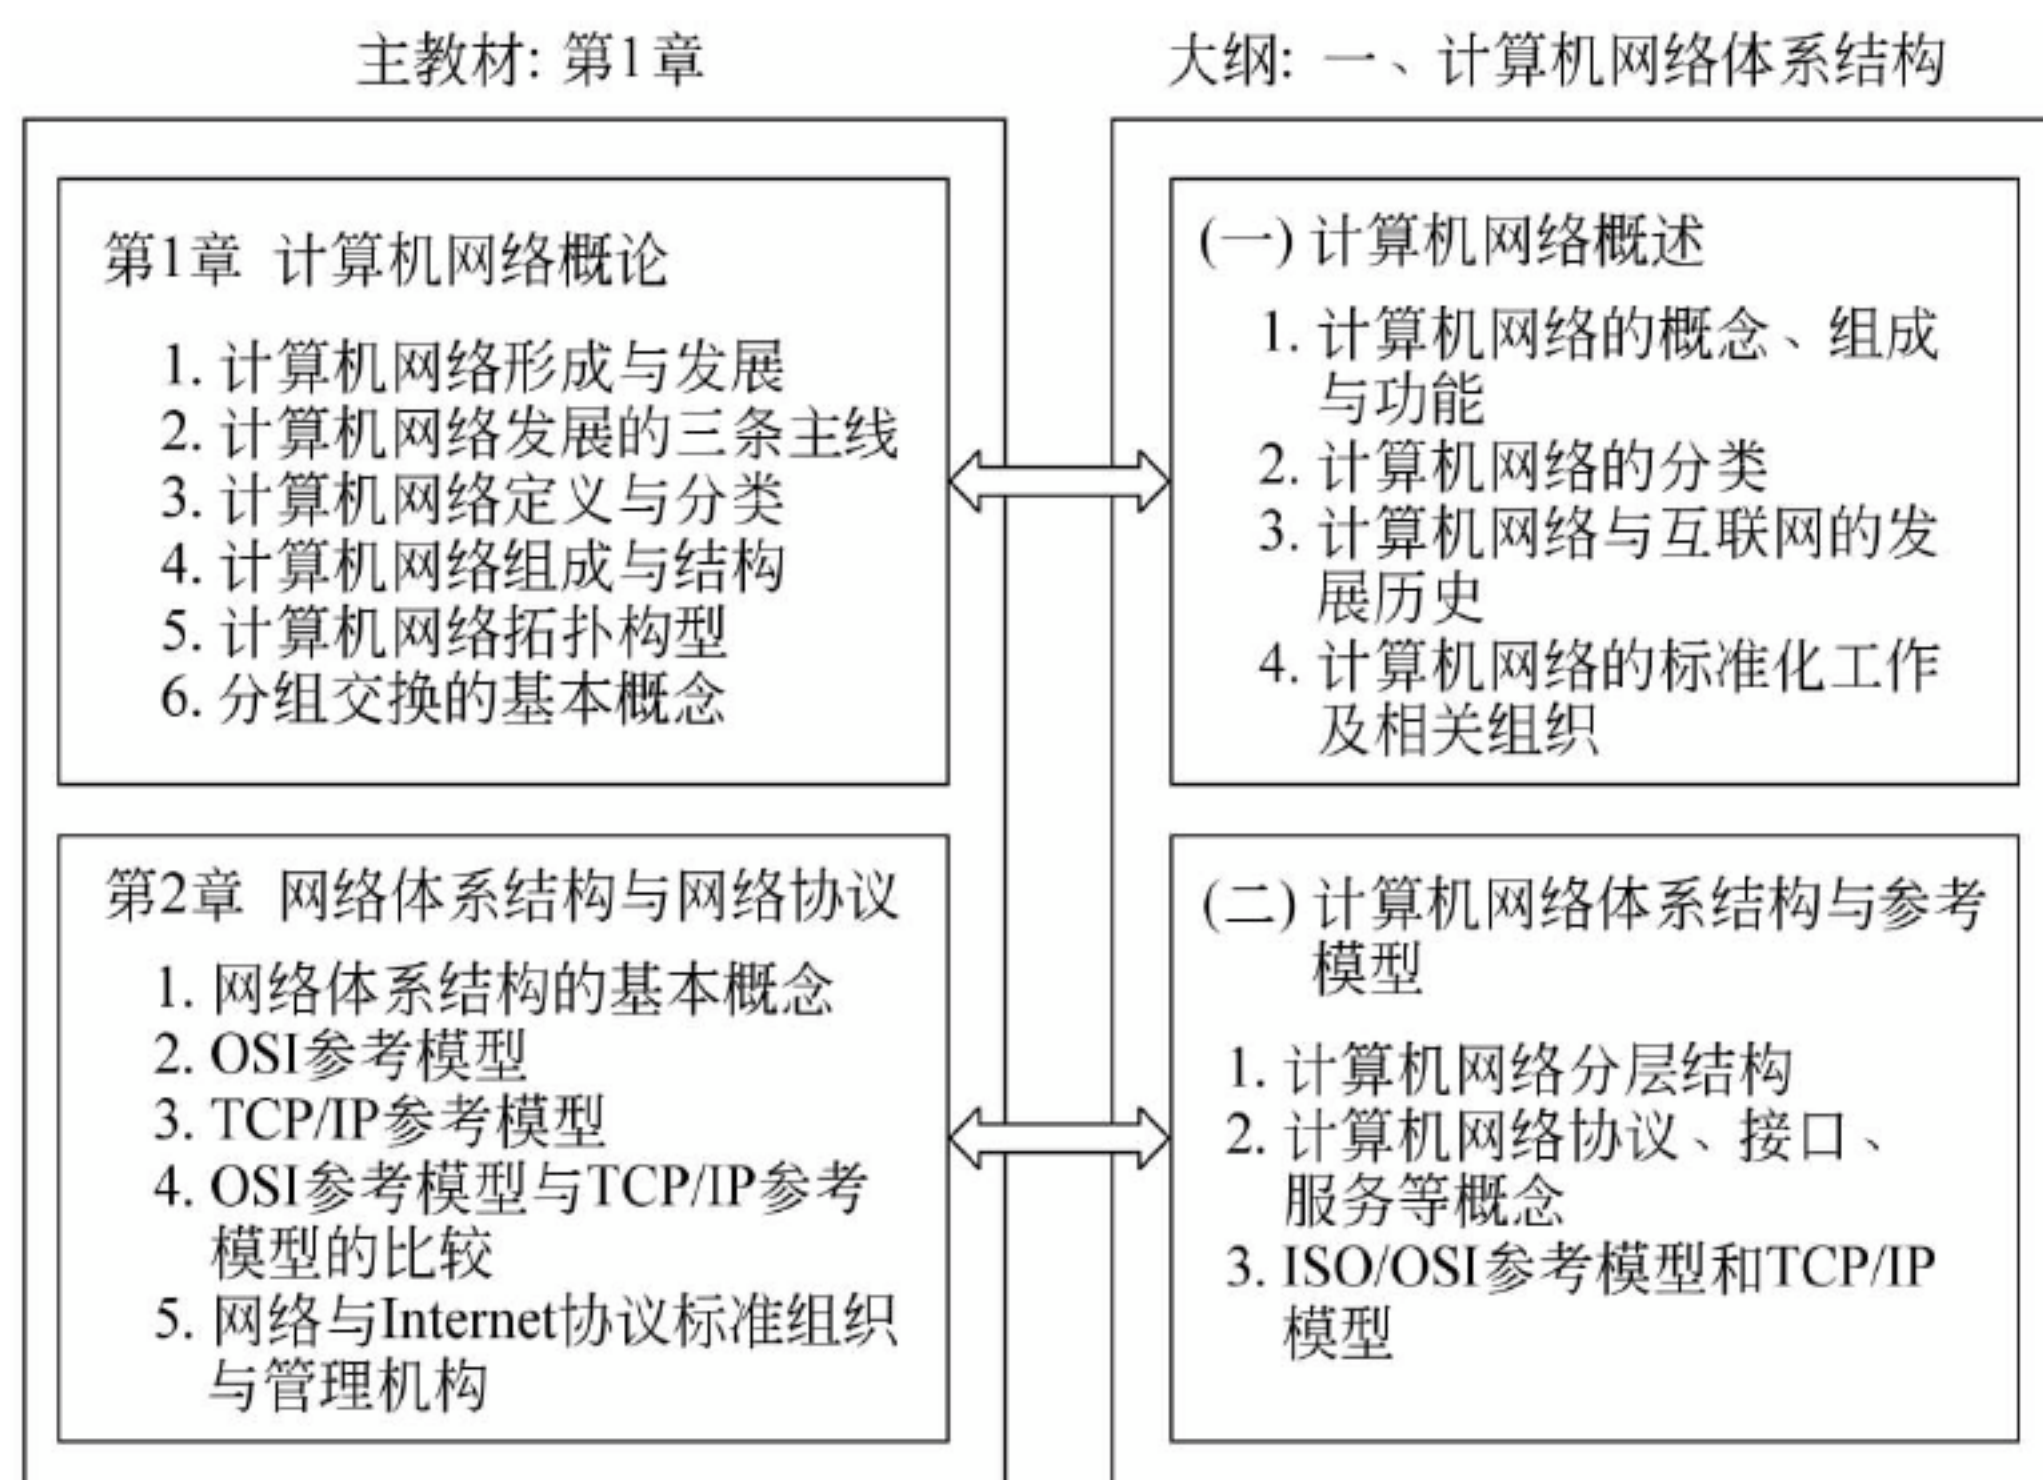 主教材: 第1章
第1章 计算机网络概论
1. 计算机网络形成与发展
2. 计算机网络发展的三条主线
3. 计算机网络定义与分类
4. 计算机网络组成与结构
5. 计算机网络拓扑构型
6. 分组交换的基本概念
第2章 网络体系结构与网络协议
1. 网络体系结构的基本概念
2. OSI参考模型
3. TCP/IP参考模型
4. OSI参考模型与TCP/IP参考
模型的比较
5. 网络与Internet协议标准组织
与管理机构
大纲: 一、计算机网络体系结构
(一) 计算机网络概述
1. 计算机网络的概念、组成
与功能
2. 计算机网络的分类
3. 计算机网络与互联网的发
展历史
4. 计算机网络的标准化工作
及相关组织
(二) 计算机网络体系结构与参考
模型
1. 计算机网络分层结构
2. 计算机网络协议、接口、
服务等概念
3. ISO/OSI参考模型和TCP/IP
模型